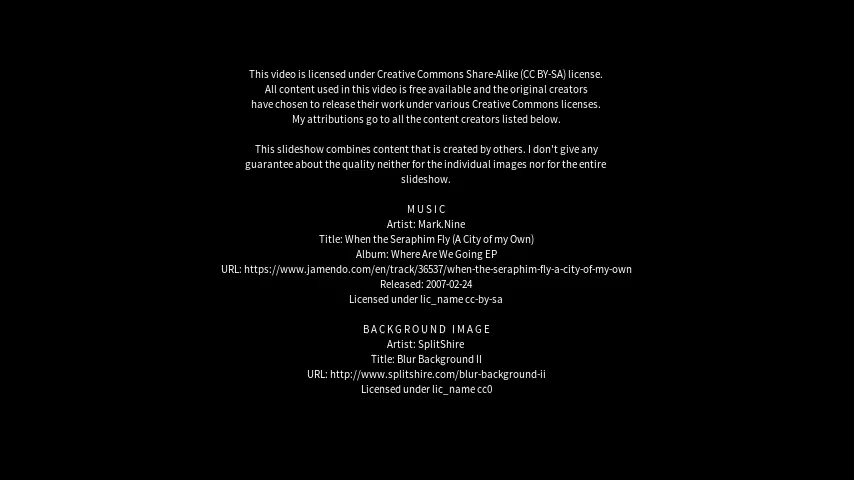 This video is licensed under Creative Commons Share-Alike (CC BY-SA) license.
All content used in this video is free available and the original creators
have chosen to release their work under various Creative Commons licenses.
My attributions go to all the content creators listed below.
This slideshow combines content that is created by others. I don't give any
guarantee about the quality neither for the individual images nor for the entire
slideshow.
MUSIC
Artist: Mark.Nine
Title: When the Seraphim Fly (A City of my Own)
Album: Where Are We Going EP
URL: https://www.jamendo.com/en/track/36537/when-the-seraphim-fly-a-city-of-my-own
Released: 2007-02-24
Licensed under lic_name cc-by-sa
BACKGROUND IMAGE
Artist: SplitShire
Title: Blur Background II
URL: http://www.splitshire.com/blur-background-ii
Licensed under lic_name cc0